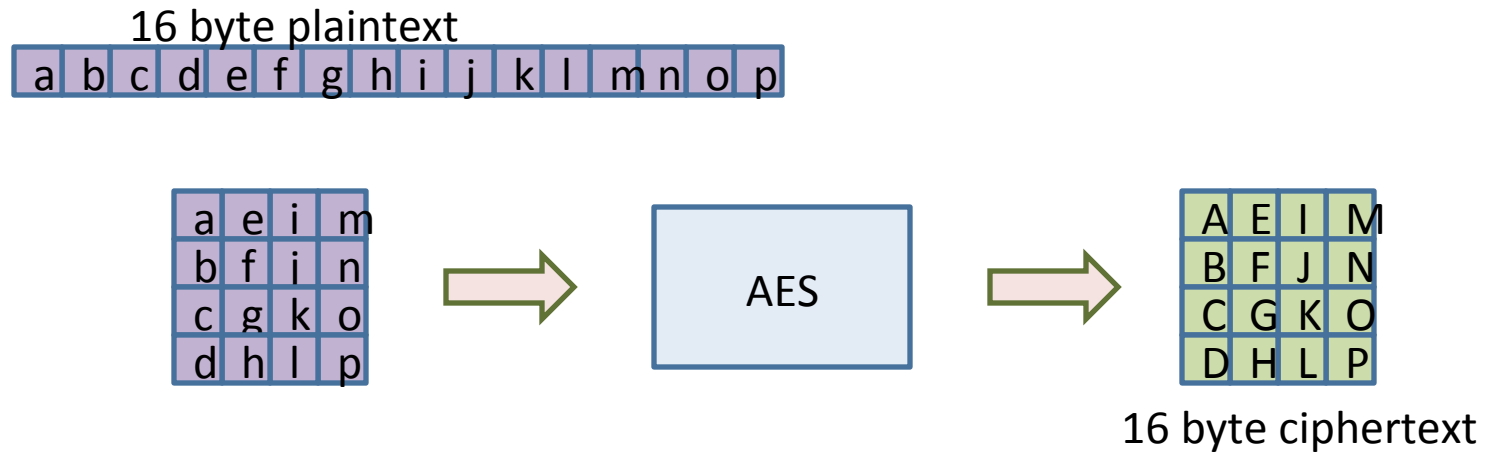 16 byte plaintext
a b c d e f g h i j k l m n o p
a e i m
b f j n
c g k o
d h l p
AES
A E I M
B F J N
C G K O
D H L P
16 byte ciphertext